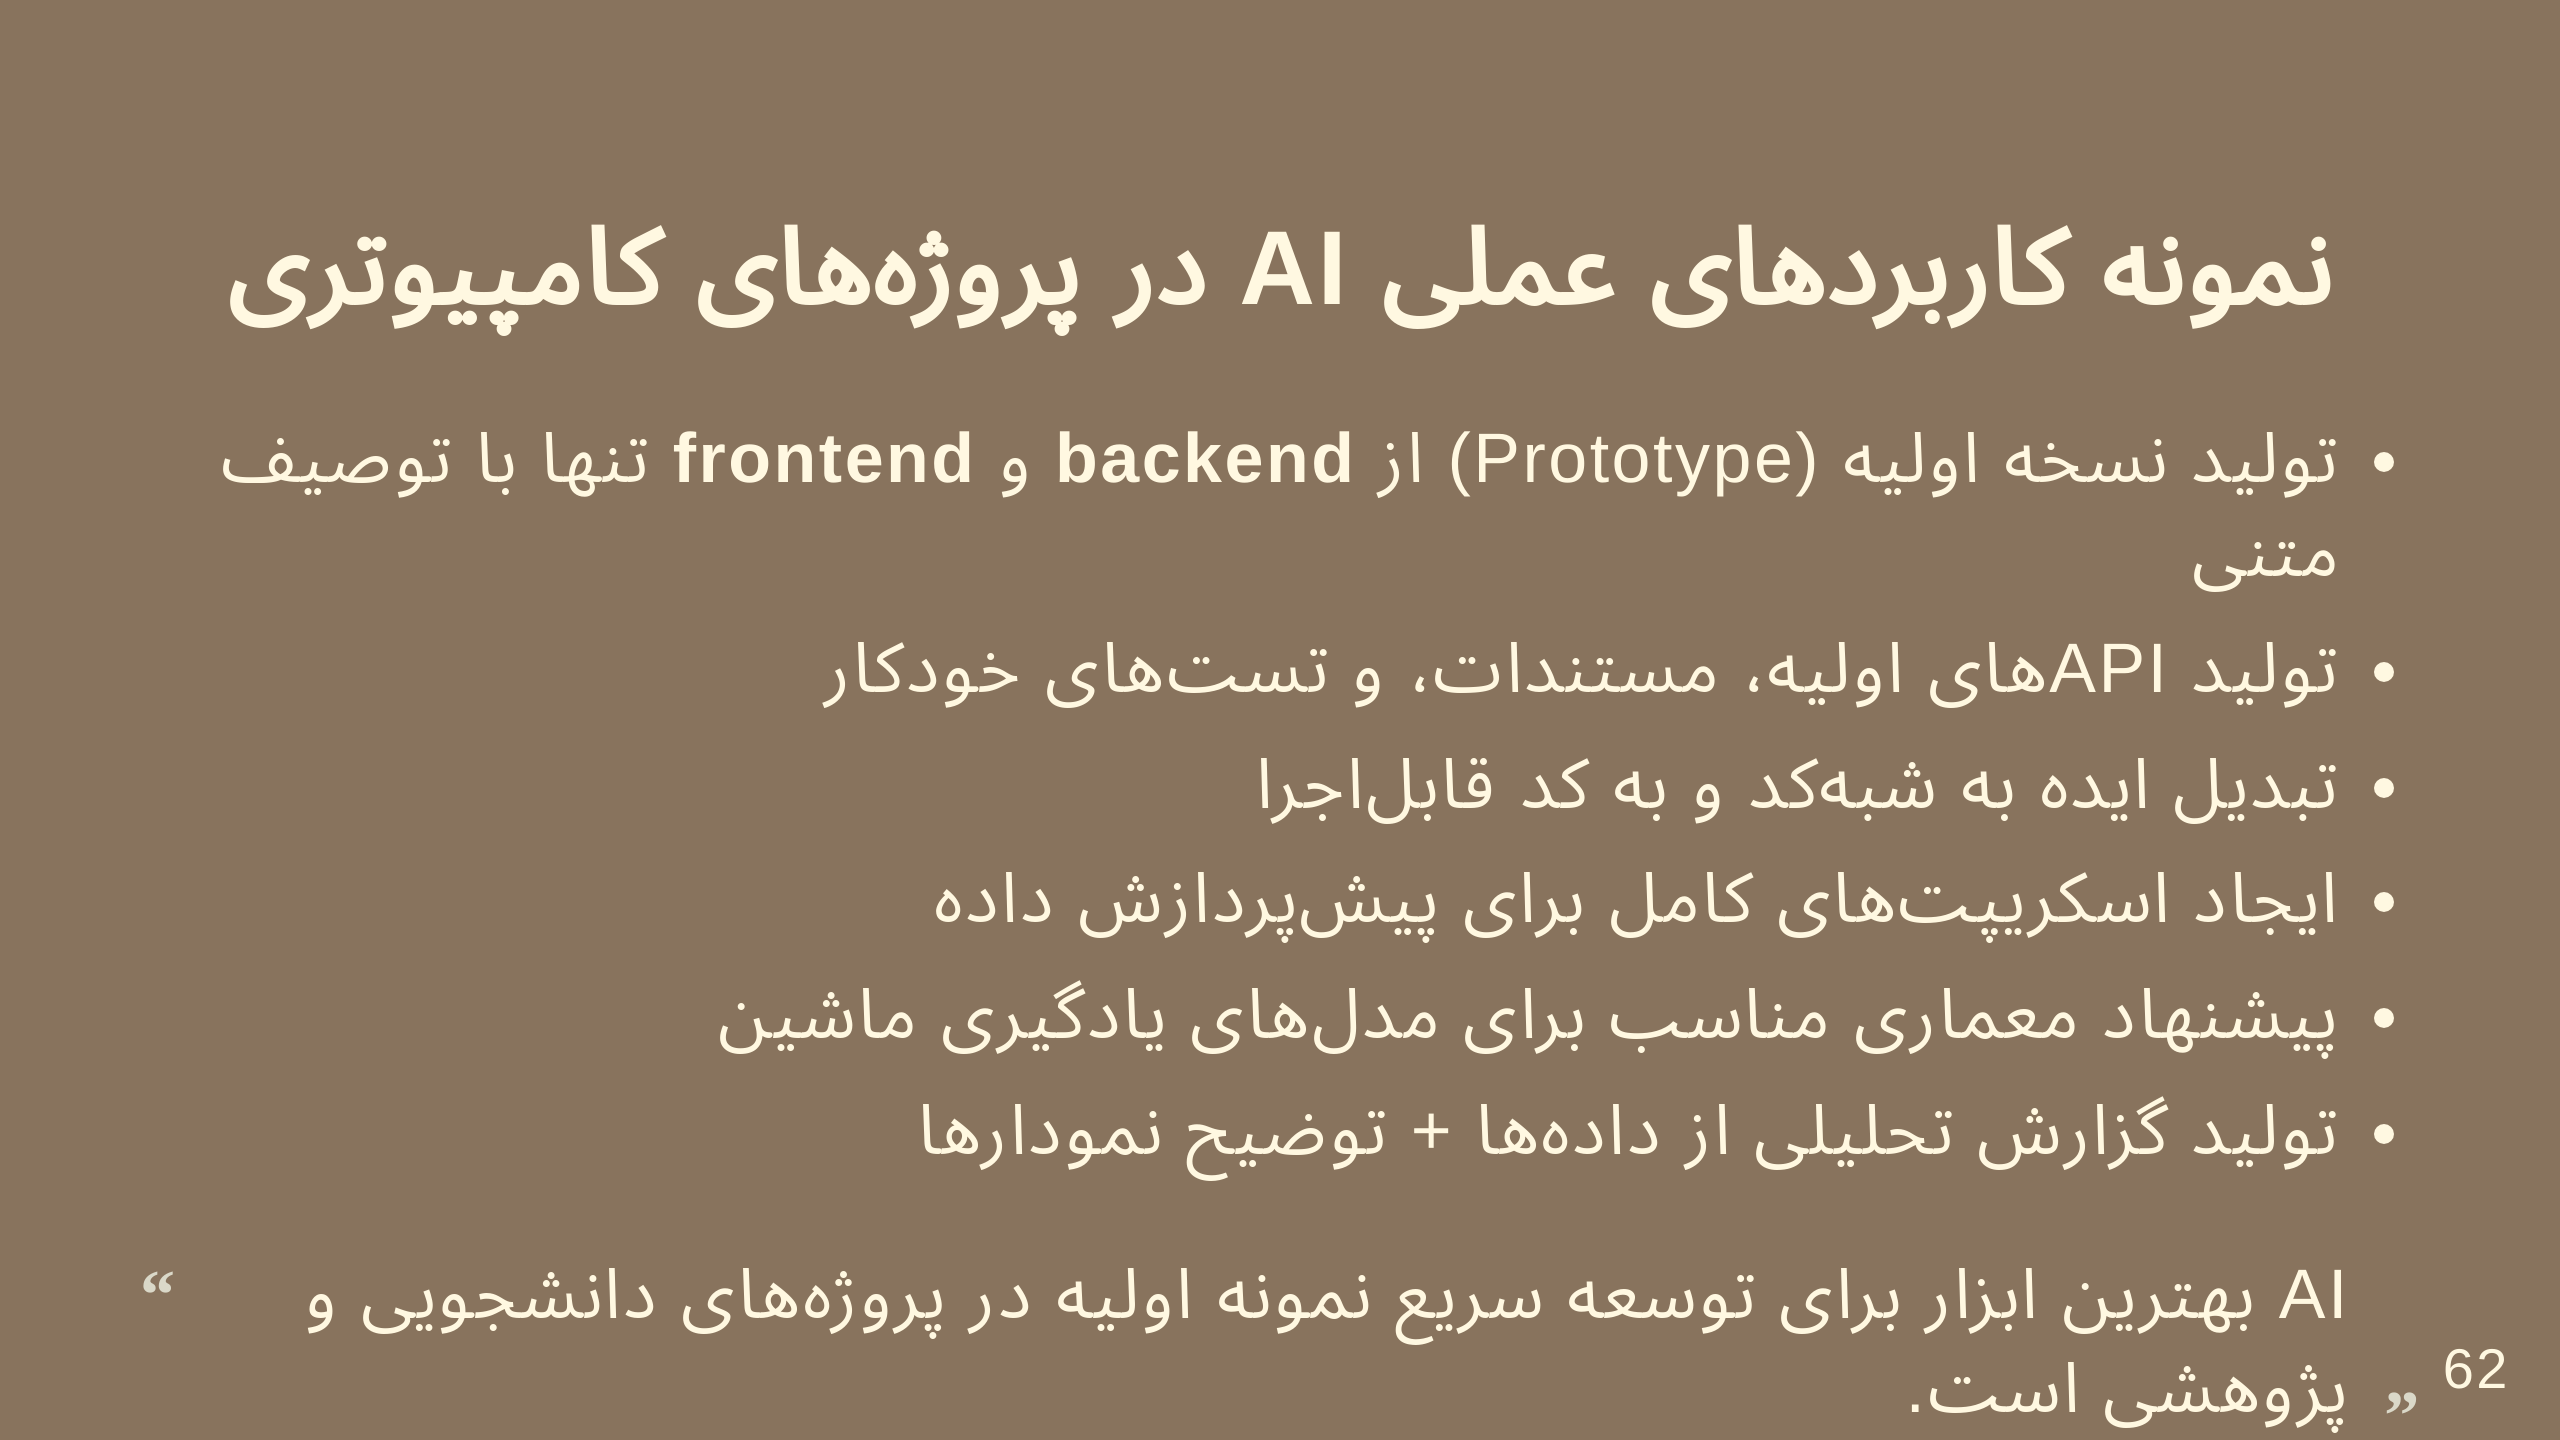 نمونه کاربردهای عملی AI در پروژه‌های کامپیوتری
• تولید نسخه اولیه (Prototype) از backend و frontend تنها با توصیف
متنی
• تولید APIهای اولیه، مستندات، و تست‌های خودکار
• تبدیل ایده به شبه‌کد و به کد قابل‌اجرا
• ایجاد اسکریپت‌های کامل برای پیش‌پردازش داده
• پیشنهاد معماری مناسب برای مدل‌های یادگیری ماشین
• تولید گزارش تحلیلی از داده‌ها + توضیح نمودارها
“ AI بهترین ابزار برای توسعه سریع نمونه اولیه در پروژه‌های دانشجویی و
پژوهشی است. ”
62